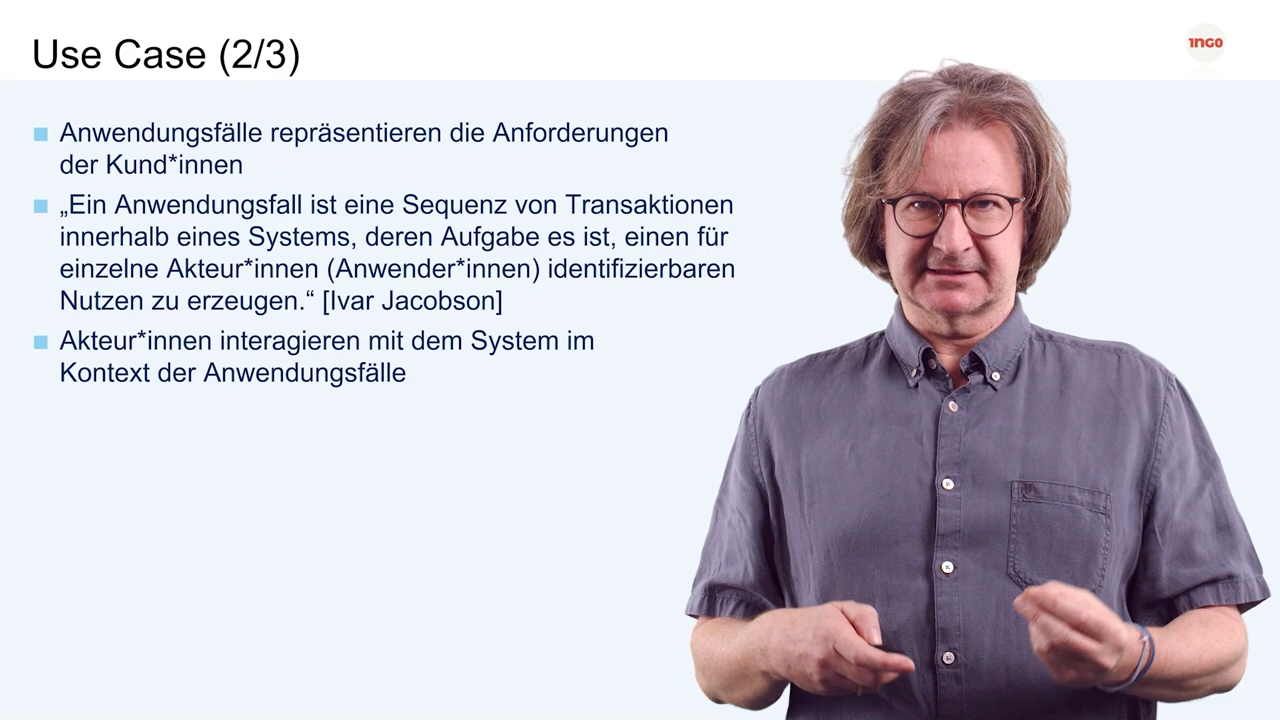 Use Case (2/3)
1NGO
Anwendungsfälle repräsentieren die Anforderungen
der Kund*innen
„Ein Anwendungsfall ist eine Sequenz von Transaktionen
innerhalb eines Systems, deren Aufgabe es ist, einen für
einzelne Akteur*innen (Anwender*innen) identifizierbaren
Nutzen zu erzeugen.“ [Ivar Jacobson]
Akteur*innen interagieren mit dem System im
Kontext der Anwendungsfälle